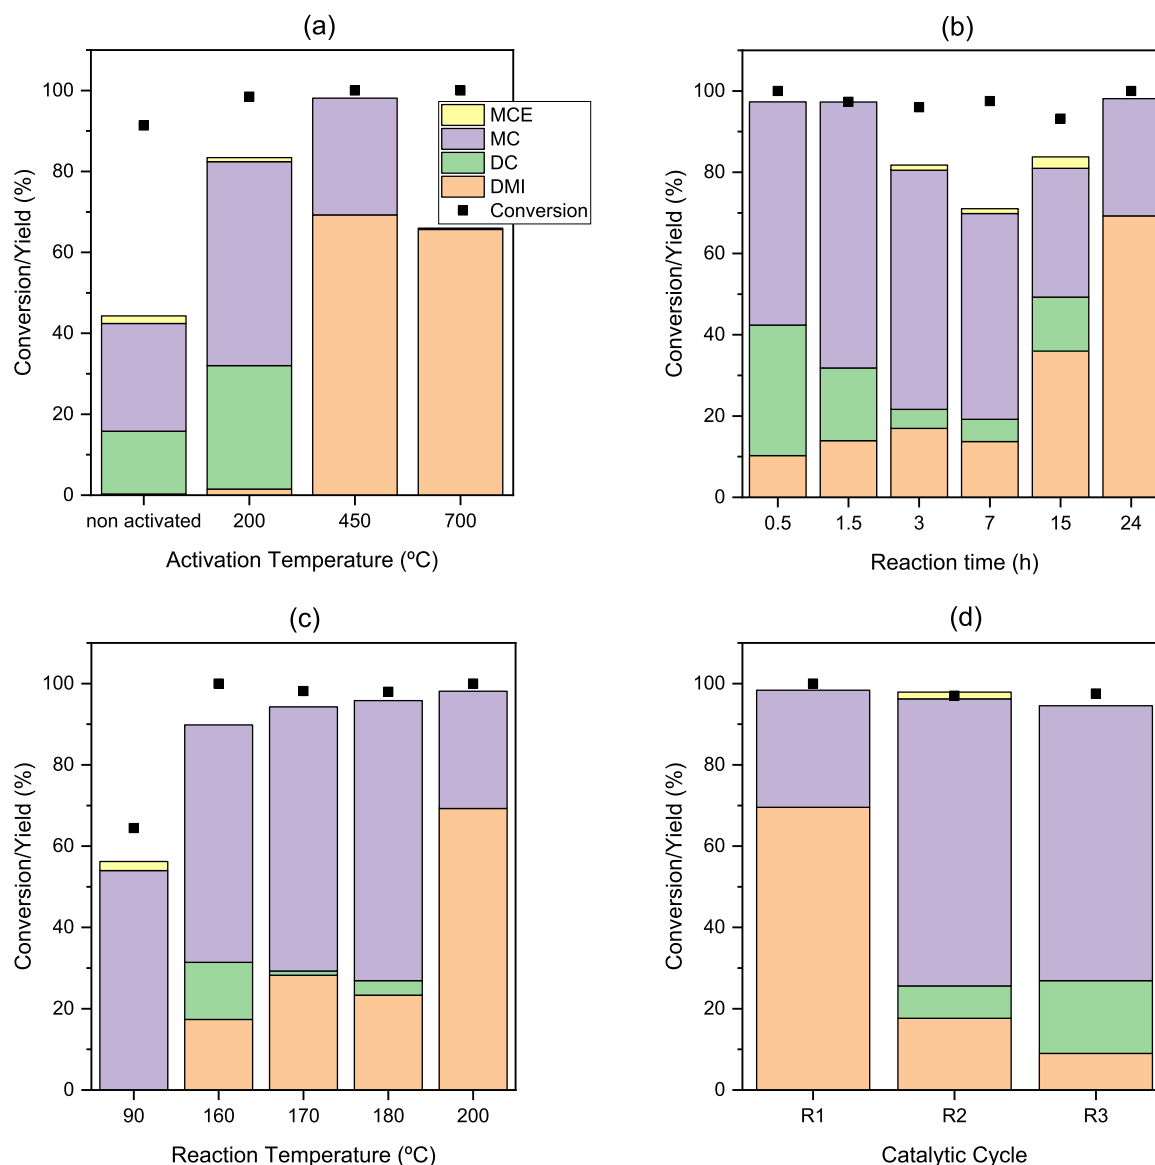 (a)
Conversion/Yield (%)
100
80
60
40
20
0
MCE
MC
DC
DMI
Conversion
non activated 200 450 700
Activation Temperature (ºC)
(b)
Conversion/Yield (%)
100
80
60
40
20
0
0.5 1.5 3 7 15 24
Reaction time (h)
(c)
Conversion/Yield (%)
100
80
60
40
20
0
90 160 170 180 200
Reaction Temperature (ºC)
(d)
Conversion/Yield (%)
100
80
60
40
20
0
R1 R2 R3
Catalytic Cycle